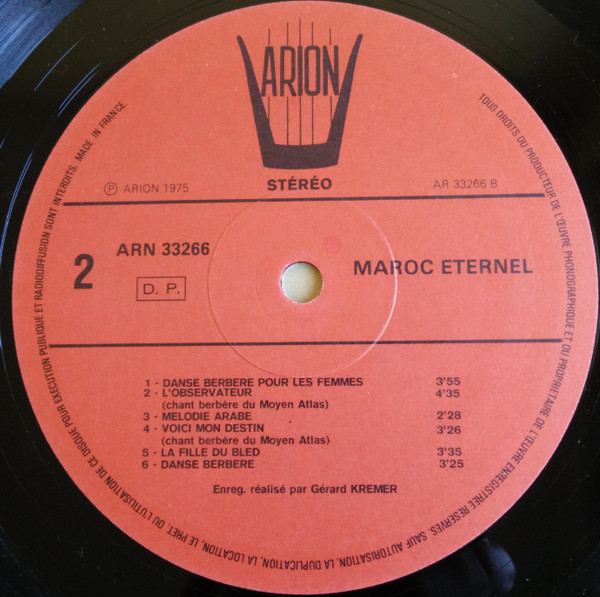 ARION
STÉRÉO
Ⓟ ARION 1975
AR 33266 B
2
ARN 33266
D. P.
MAROC ETERNEL
1 - DANSE BERBERE POUR LES FEMMES 3'55
2 - L'OBSERVATEUR 4'35
(chant berbère du Moyen Atlas)
3 - MELODIE ARABE 2'28
4 - VOICI MON DESTIN 3'26
(chant berbère du Moyen Atlas)
5 - LA FILLE DU BLED 3'35
6 - DANSE BERBERE 3'25
Enreg. réalisé par Gérard KREMER
TOUS DROITS DU PRODUCTEUR DE L'ŒUVRE PHONOGRAPHIQUE ET DU PROPRIETAIRE DE L'ŒUVRE ENREGISTREE RESERVES. SAUF AUTORISATION, LA DUPLICATION, LA LOCATION, LE PRET, OU L'UTILISATION DE CE DISQUE POUR EXECUTION PUBLIQUE ET RADIODIFFUSION SONT INTERDITS. MADE IN FRANCE.